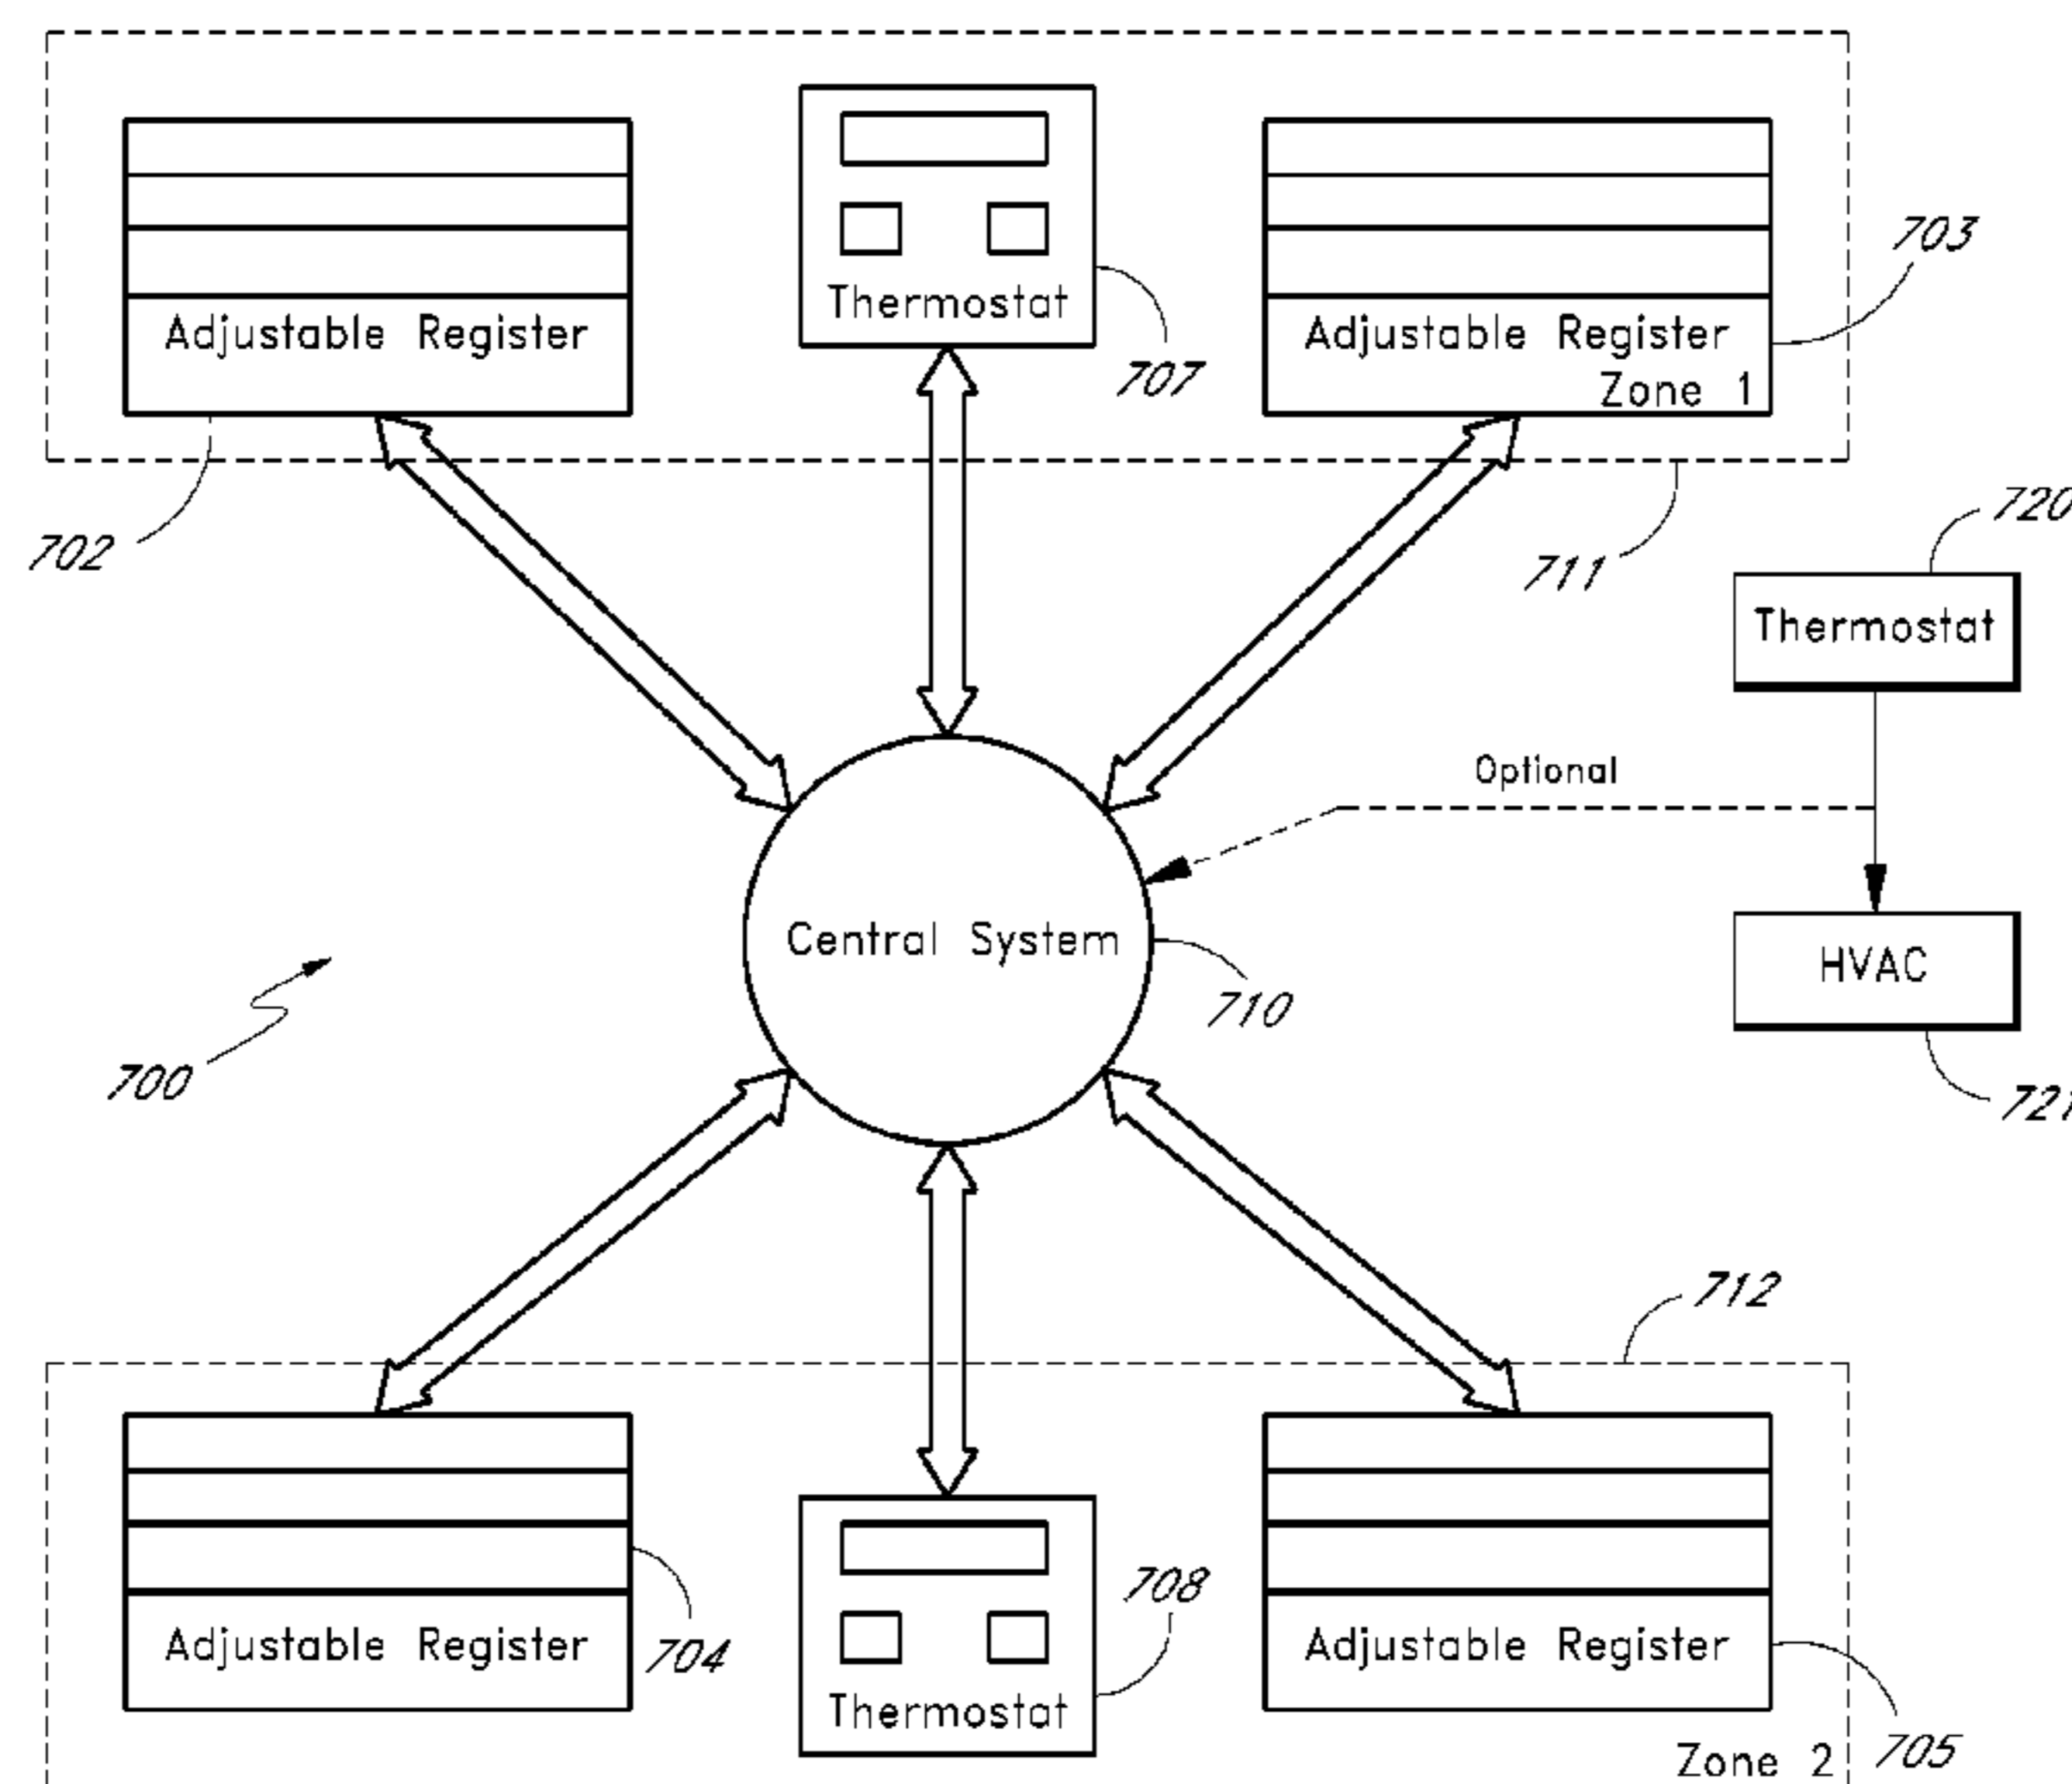 Thermostat
703
Adjustable Register
Adjustable Register
Zone 1
707
720
702
711
Thermostat
Optional
Central System
HVAC
710
700
721
712
708
Adjustable Register
704
Adjustable Register
Thermostat
705
Zone 2